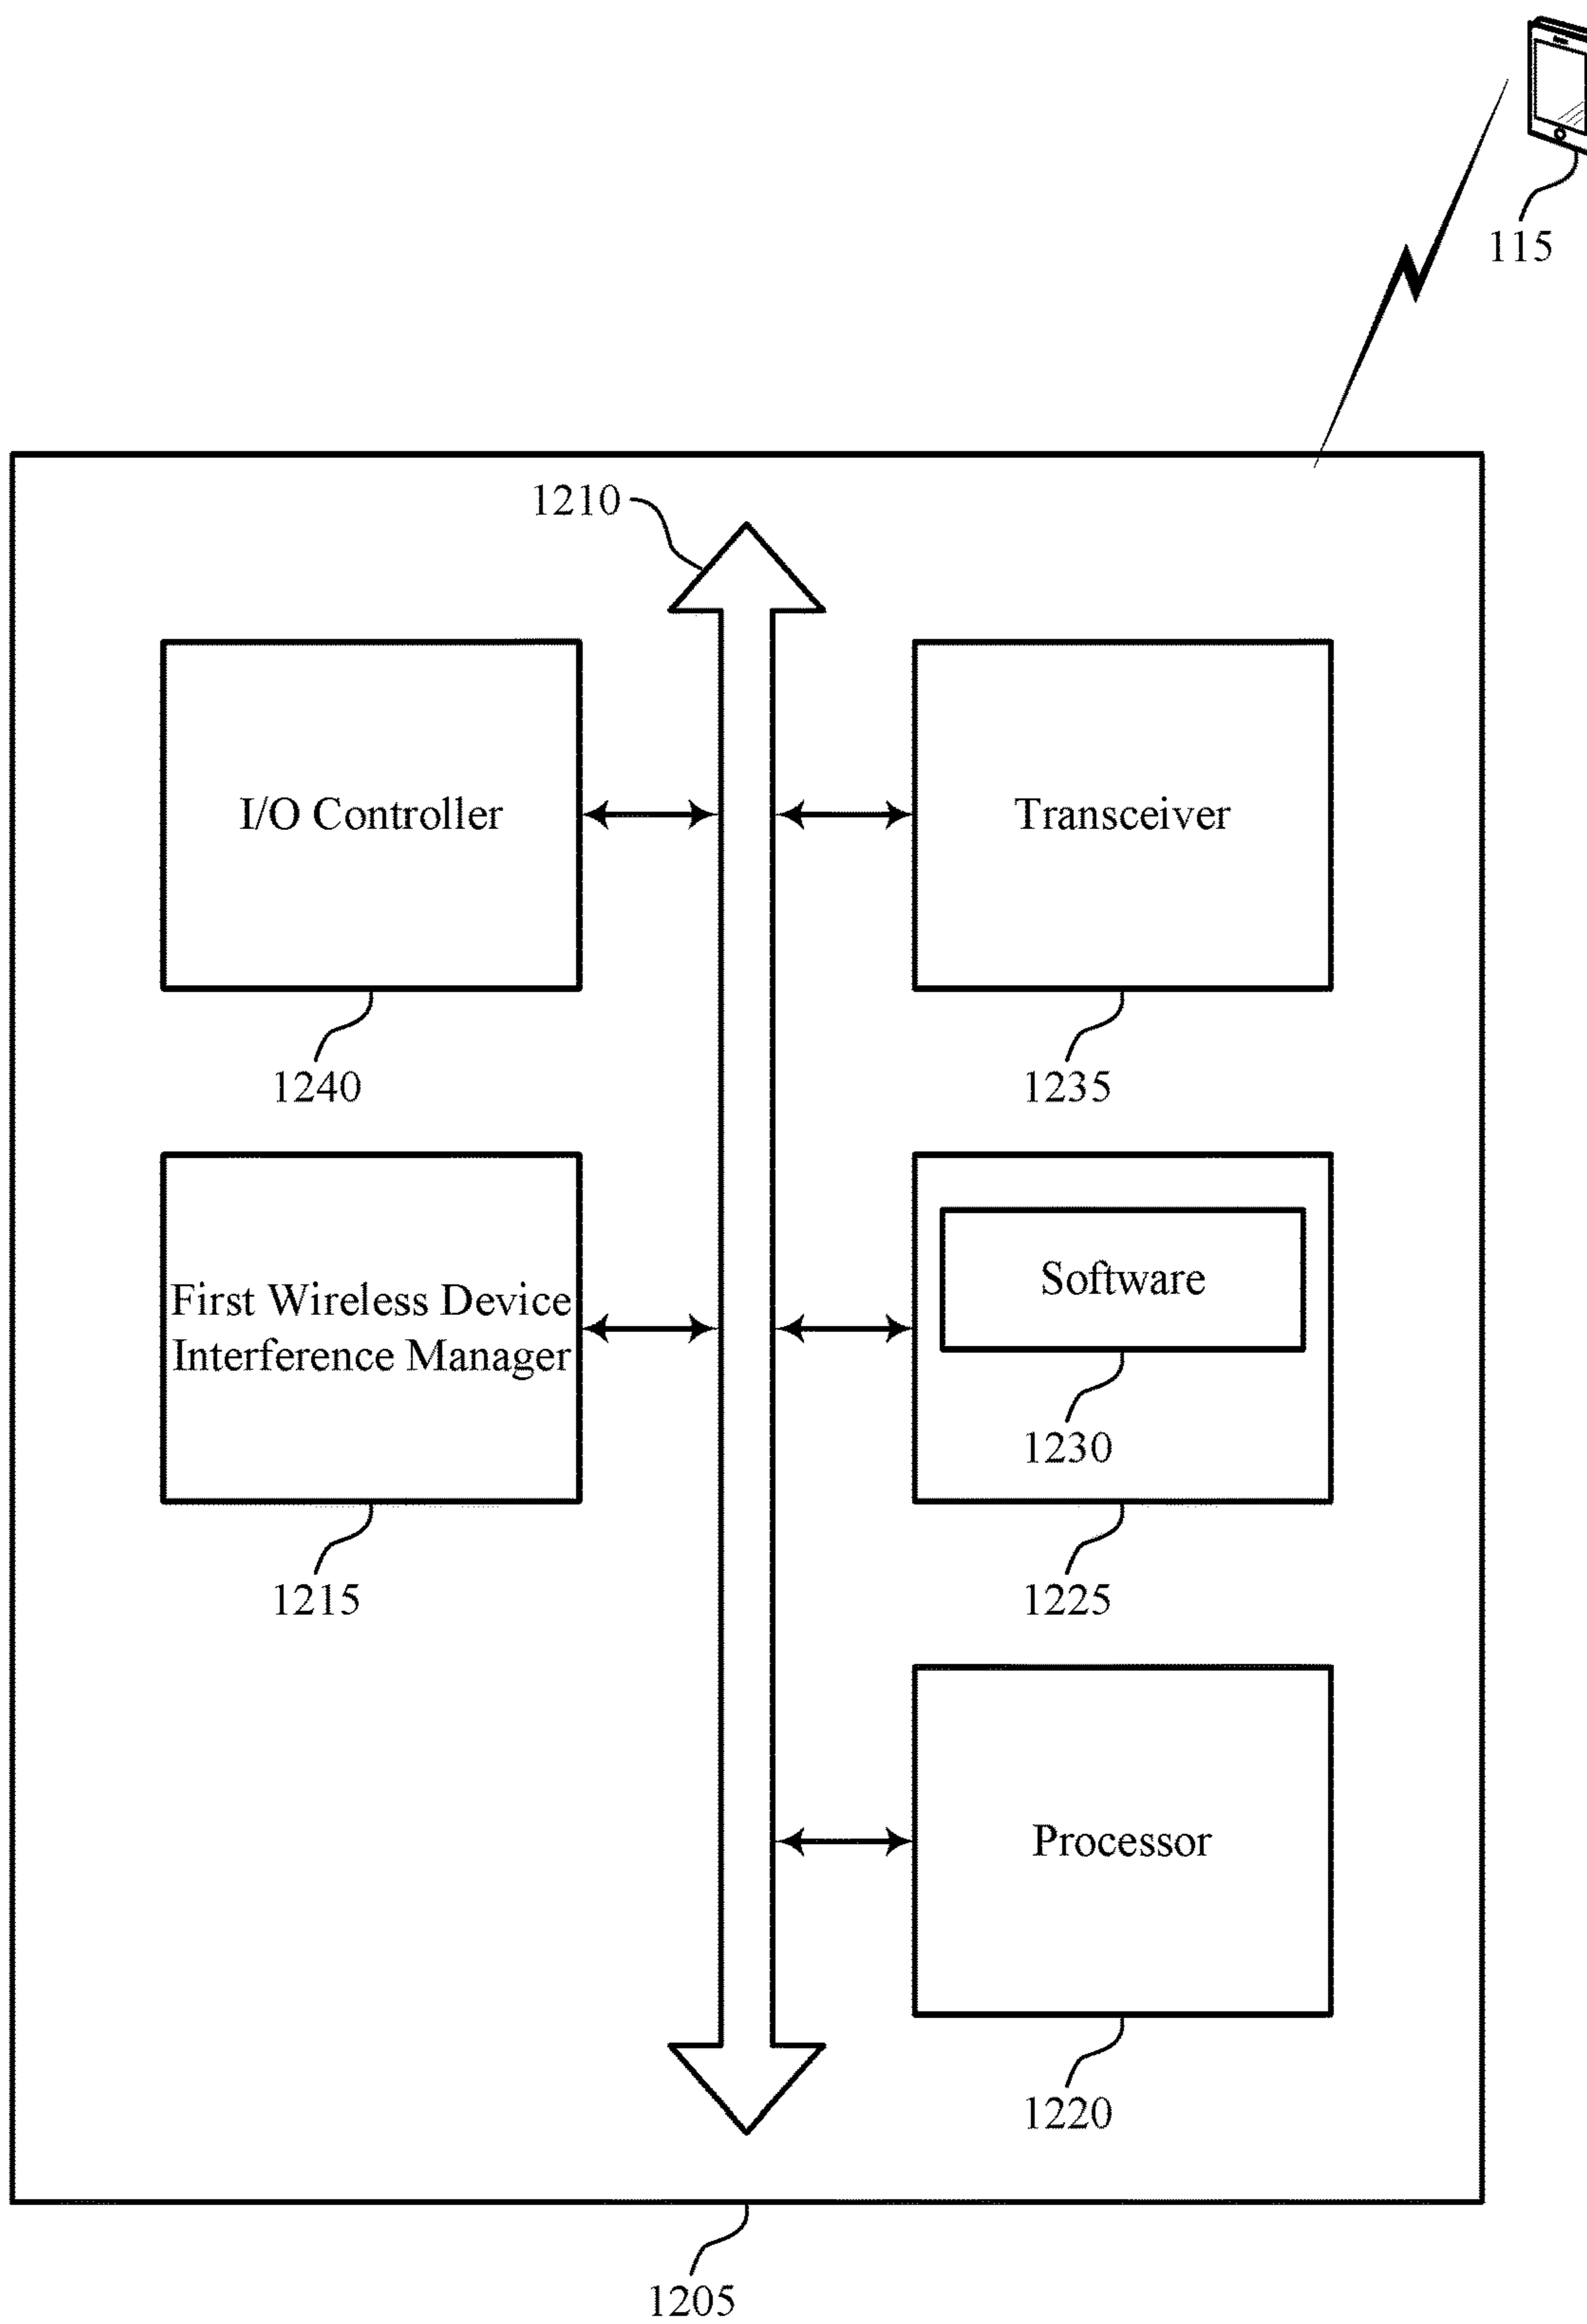 115
1210
I/O Controller
Transceiver
1240
1235
First Wireless Device
Interference Manager
Software
1230
1215
1225
Processor
1220
1205